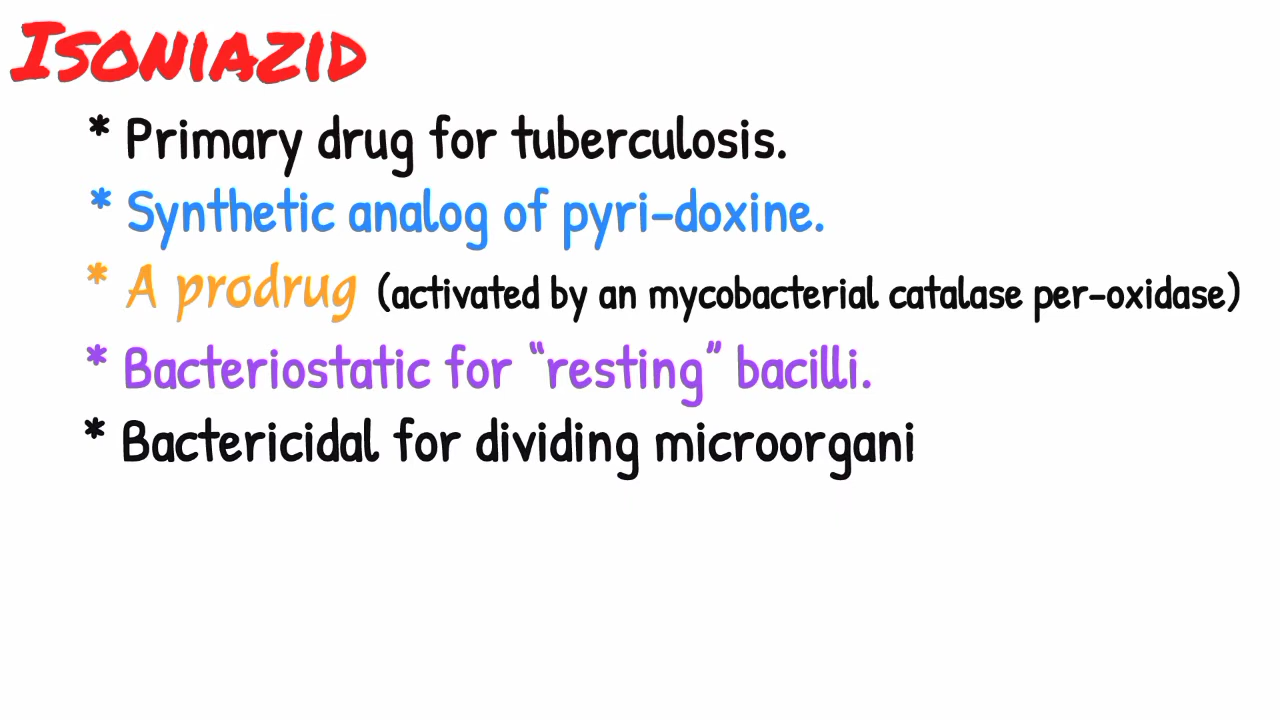 Isoniazid
* Primary drug for tuberculosis.
* Synthetic analog of pyri-doxine.
* A prodrug (activated by an mycobacterial catalase per-oxidase)
* Bacteriostatic for “resting” bacilli.
* Bactericidal for dividing microorgani